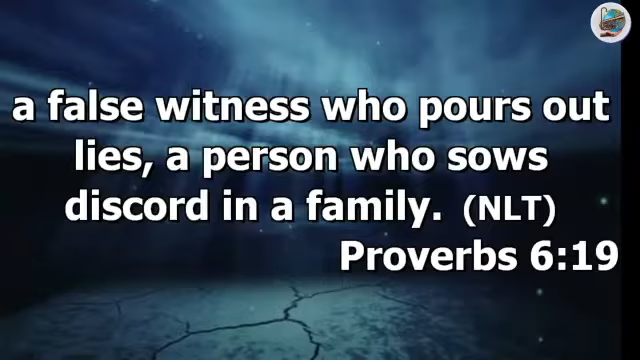 a false witness who pours out
lies, a person who sows
discord in a family. (NLT)
Proverbs 6:19